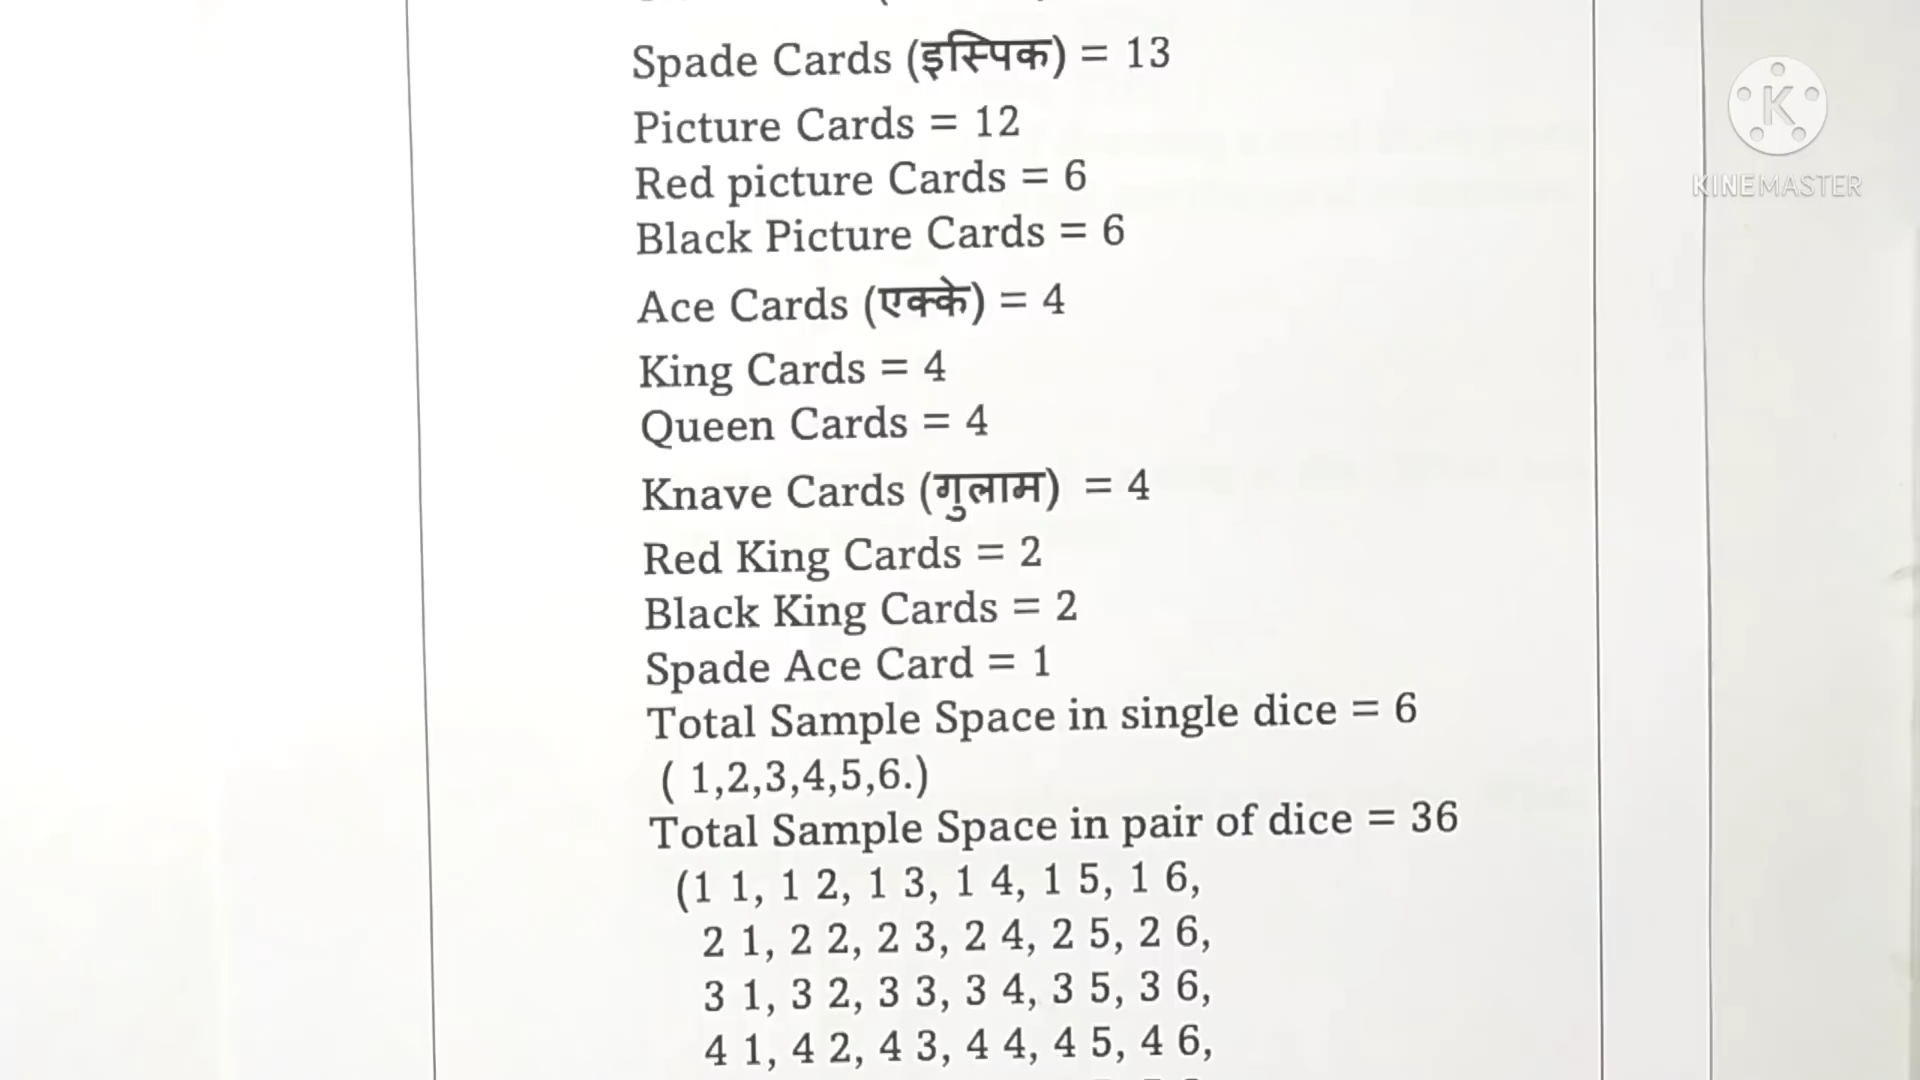 Spade Cards (इस्पिक) = 13
Picture Cards = 12
Red picture Cards = 6
Black Picture Cards = 6
Ace Cards (एक्के) = 4
King Cards = 4
Queen Cards = 4
Knave Cards (गुलाम) = 4
Red King Cards = 2
Black King Cards = 2
Spade Ace Card = 1
Total Sample Space in single dice = 6
( 1,2,3,4,5,6.)
Total Sample Space in pair of dice = 36
(1 1, 1 2, 1 3, 1 4, 1 5, 1 6,
2 1, 2 2, 2 3, 2 4, 2 5, 2 6,
3 1, 3 2, 3 3, 3 4, 3 5, 3 6,
4 1, 4 2, 4 3, 4 4, 4 5, 4 6,
K
KINEMASTER